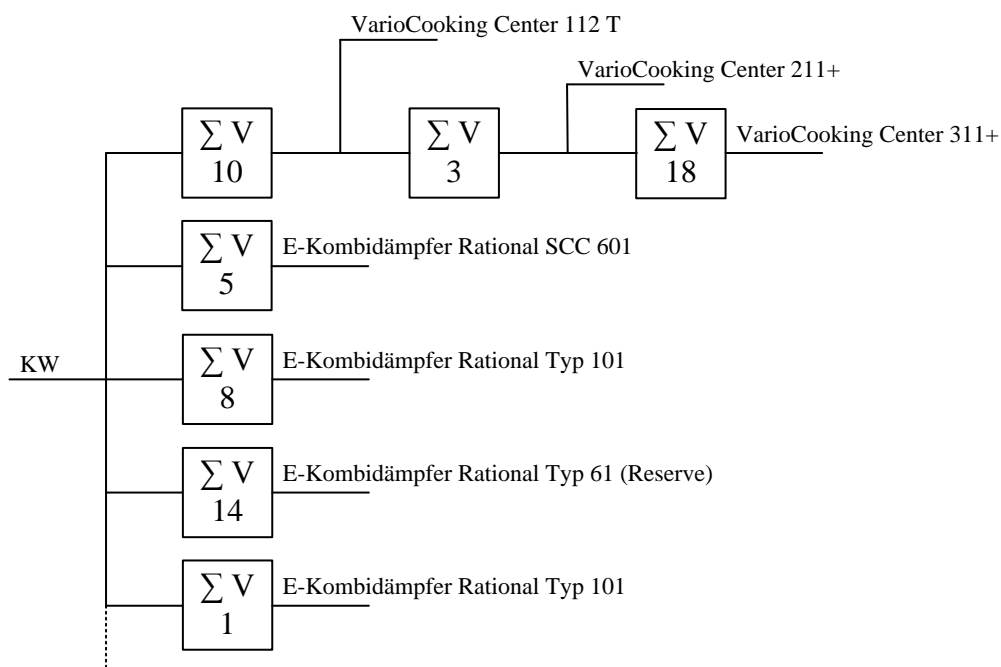 VarioCooking Center 112 T
VarioCooking Center 211+
∑ V
10
∑ V
3
∑ V
18
VarioCooking Center 311+
∑ V
5
E-Kombidämpfer Rational SCC 601
KW
∑ V
8
E-Kombidämpfer Rational Typ 101
∑ V
14
E-Kombidämpfer Rational Typ 61 (Reserve)
∑ V
1
E-Kombidämpfer Rational Typ 101